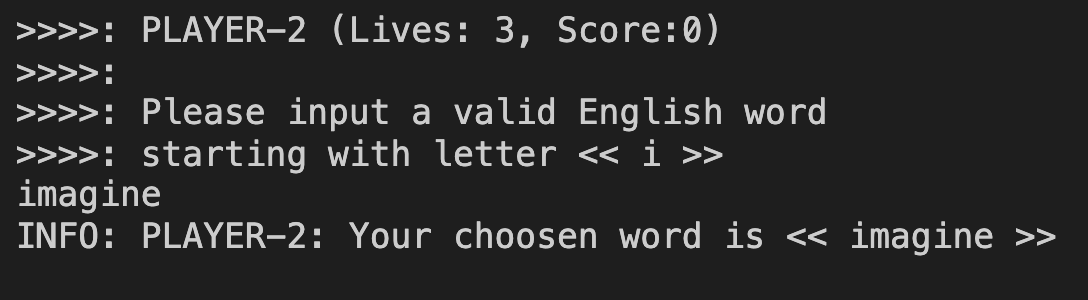 >>>>: PLAYER-2 (Lives: 3, Score:0)
>>>>:
>>>>: Please input a valid English word
>>>>: starting with letter << i >>
imagine
INFO: PLAYER-2: Your choosen word is << imagine >>